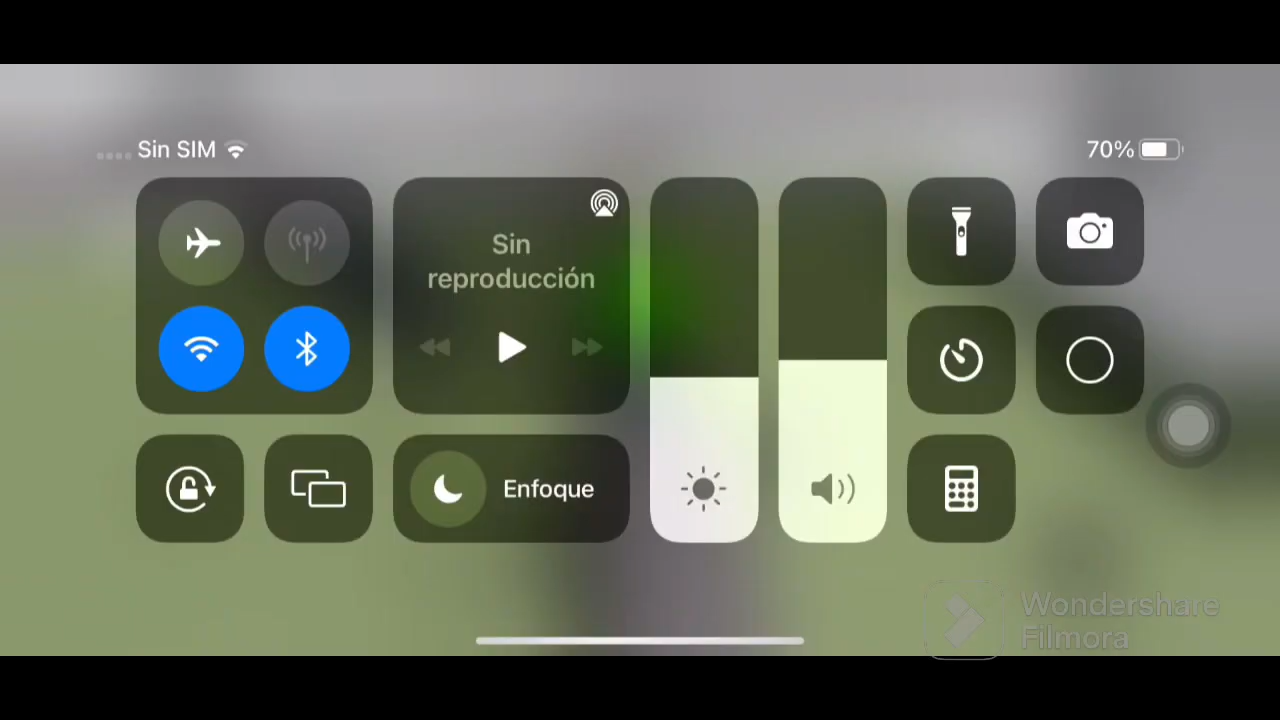 Sin SIM
70%
Sin
reproducción
Enfoque
Wondershare
Filmora